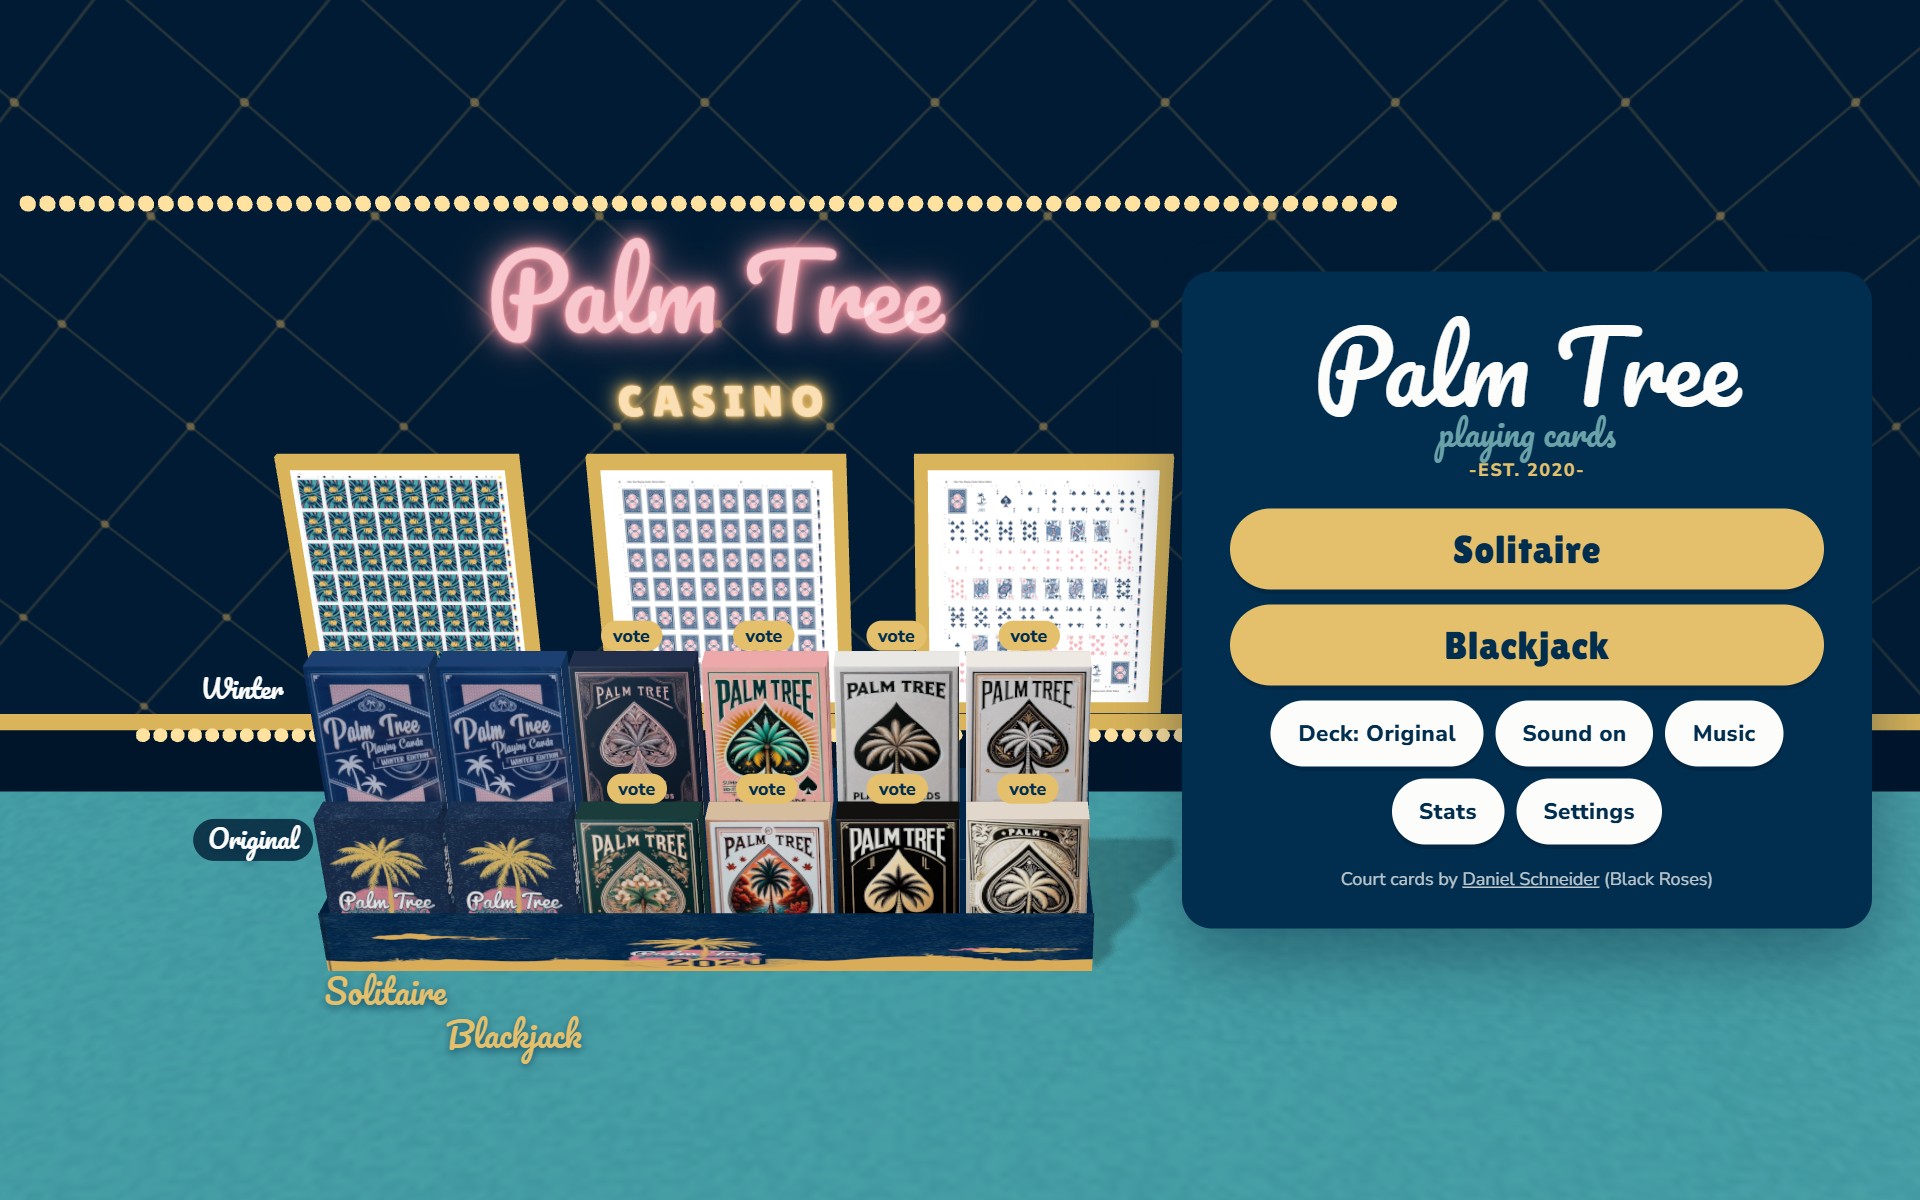 Palm Tree
CASINO
Palm Tree
playing cards
-EST. 2020-
Solitaire
Blackjack
Deck: Original
Sound on
Music
Stats
Settings
Court cards by Daniel Schneider (Black Roses)
vote
vote
vote
vote
Winter
Palm Tree
Playing Cards
WINTER EDITION
Palm Tree
Playing Cards
WINTER EDITION
PALM TREE
PALM TREE
PALM TREE
PALM TREE
vote
vote
vote
vote
Original
Palm Tree
Palm Tree
PALM TREE
PALM TREE
PALM TREE
PALM
Palm Tree
2020
Solitaire
Blackjack